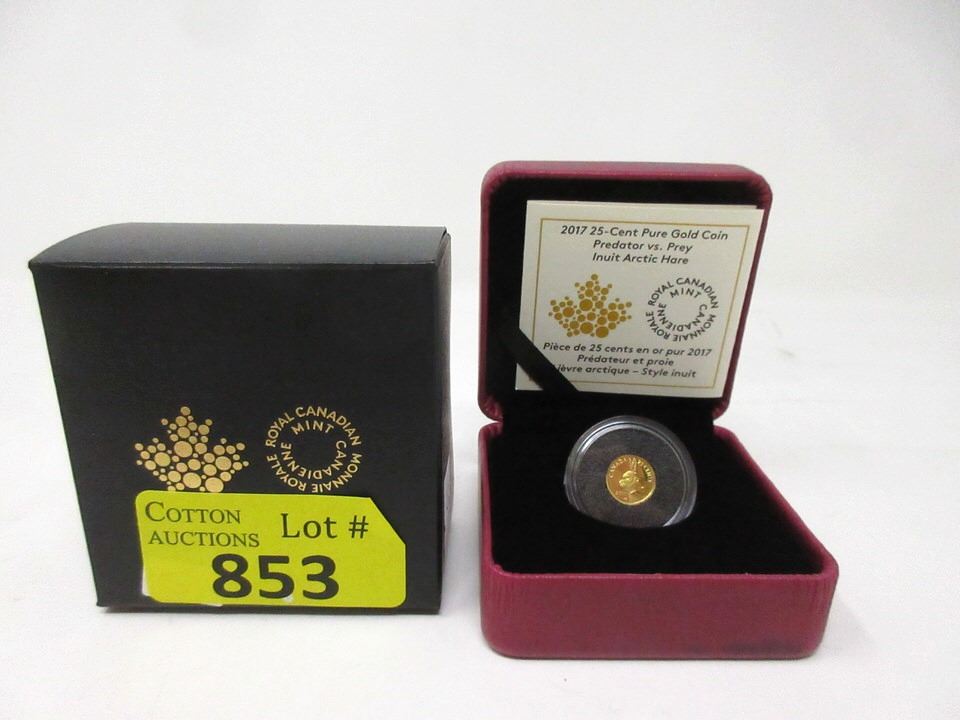 2017 25-Cent Pure Gold Coin
Predator vs. Prey
Inuit Arctic Hare
ROYAL CANADIAN MINT
MONNAIE ROYALE CANADIENNE
Pièce de 25 cents en or pur 2017
Prédateur et proie
ièvre arctique – Style inuit
ROYAL CANADIAN MINT
MONNAIE ROYALE CANADIENNE
COTTON
AUCTIONS
Lot #
853